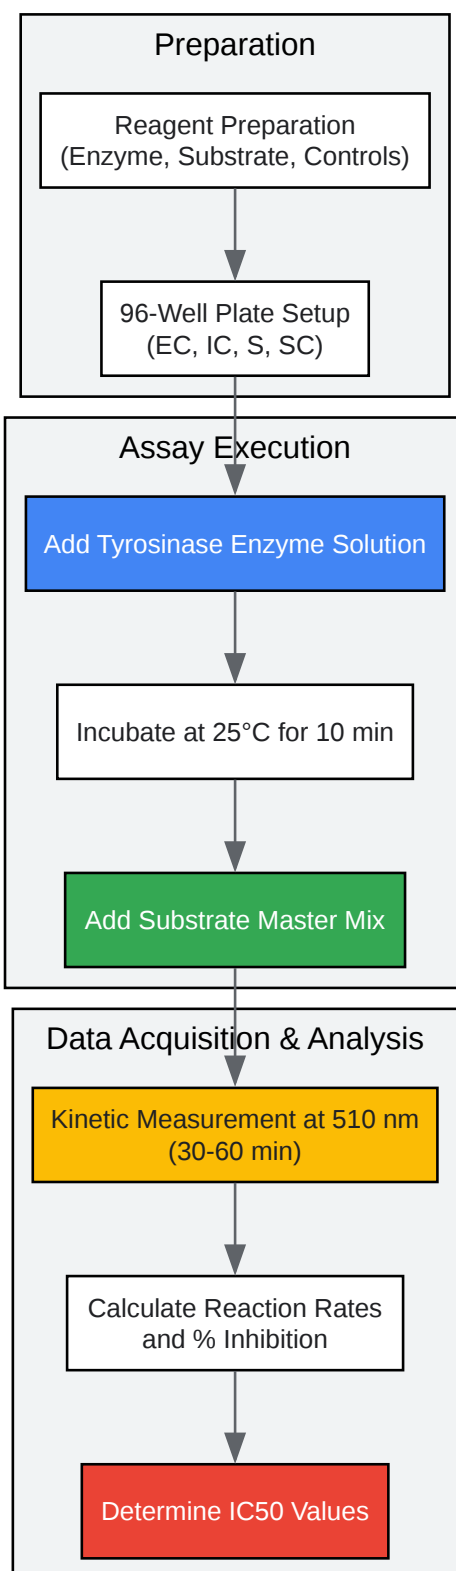 Preparation
Reagent Preparation
(Enzyme, Substrate, Controls)
96-Well Plate Setup
(EC, IC, S, SC)
Assay Execution
Add Tyrosinase Enzyme Solution
Incubate at 25°C for 10 min
Add Substrate Master Mix
Data Acquisition & Analysis
Kinetic Measurement at 510 nm
(30-60 min)
Calculate Reaction Rates
and % Inhibition
Determine IC50 Values